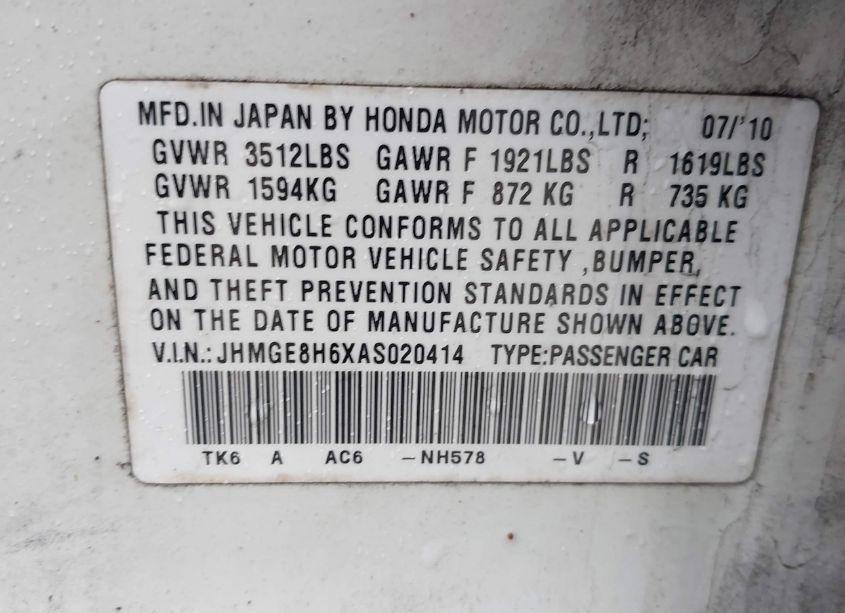 MFD.IN JAPAN BY HONDA MOTOR CO.,LTD; 07/'10
GVWR 3512LBS GAWR F 1921LBS R 1619LBS
GVWR 1594KG GAWR F 872 KG R 735 KG
THIS VEHICLE CONFORMS TO ALL APPLICABLE
FEDERAL MOTOR VEHICLE SAFETY ,BUMPER,
AND THEFT PREVENTION STANDARDS IN EFFECT
ON THE DATE OF MANUFACTURE SHOWN ABOVE.
V.I.N.: JHMGE8H6XAS020414 TYPE:PASSENGER CAR
TK6 A AC6 -NH578 -V -S